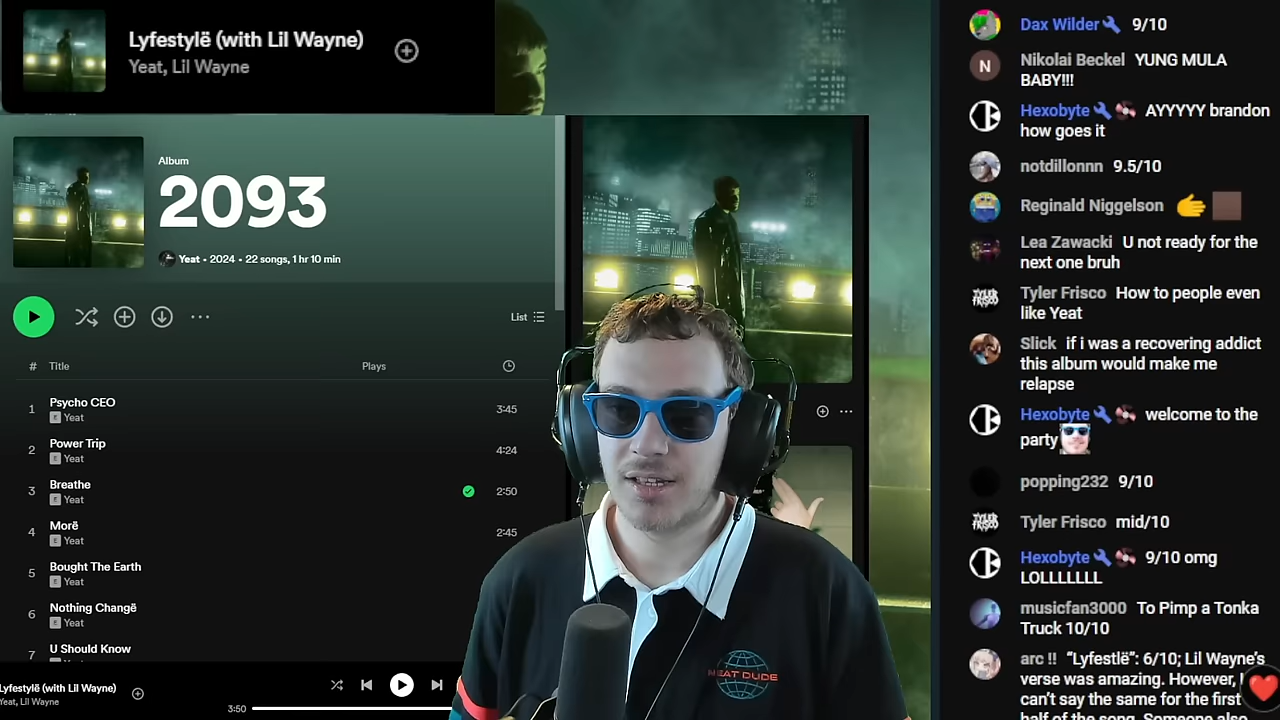 Lyfestylë (with Lil Wayne)
Yeat, Lil Wayne
Album
2093
Yeat • 2024 • 22 songs, 1 hr 10 min
List
# Title Plays
1 Psycho CEO 3:45
E Yeat
2 Power Trip 4:24
E Yeat
3 Breathe 2:50
E Yeat
4 Morë 2:45
E Yeat
5 Bought The Earth
E Yeat
6 Nothing Changë
E Yeat
7 U Should Know
Lyfestylë (with Lil Wayne)
Yeat, Lil Wayne
3:50
MEAT DUDE
Dax Wilder 9/10
N Nikolai Beckel YUNG MULA
BABY!!!
Hexobyte AYYYYY brandon
how goes it
notdillonnn 9.5/10
Reginald Niggelson
Lea Zawacki U not ready for the
next one bruh
TYLER FRISCO Tyler Frisco How to people even
like Yeat
Slick if i was a recovering addict
this album would make me
relapse
Hexobyte welcome to the
party
popping232 9/10
TYLER FRISCO Tyler Frisco mid/10
Hexobyte 9/10 omg
LOLLLLLLL
musicfan3000 To Pimp a Tonka
Truck 10/10
arc !! “Lyfestlë”: 6/10; Lil Wayne’s
verse was amazing. However, I
can’t say the same for the first
half of the song. Someone also